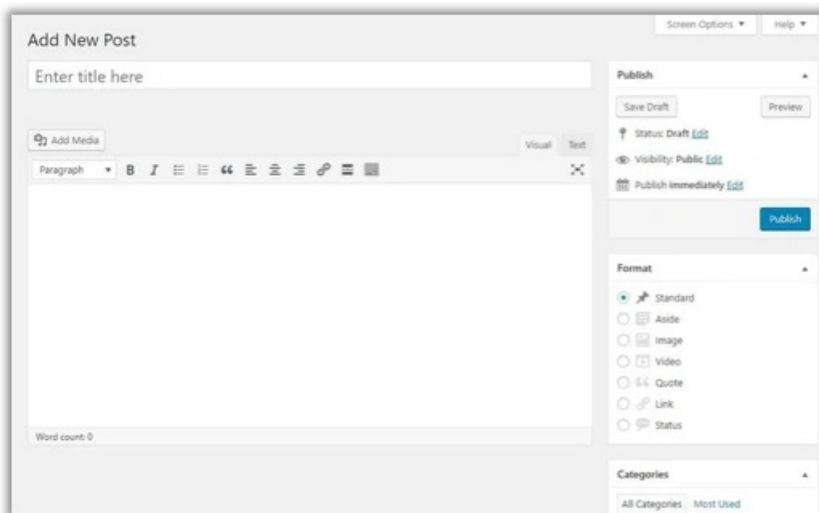 Screen Options ▼ Help ▼
Add New Post
Enter title here
Add Media
Visual Text
Paragraph ▼ B I
Word count: 0
Publish
Save Draft Preview
Status: Draft Edit
Visibility: Public Edit
Publish immediately Edit
Publish
Format
Standard
Aside
Image
Video
Quote
Link
Status
Categories
All Categories Most Used